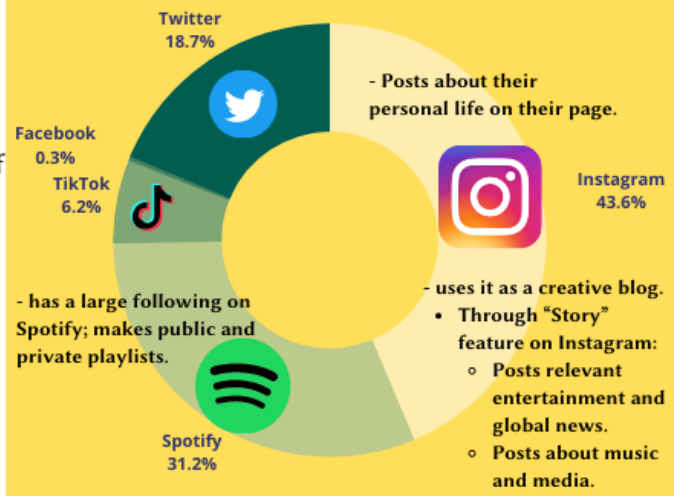 Twitter
18.7%
- Posts about their
personal life on their page.
Facebook
0.3%
f
TikTok
6.2%
Instagram
43.6%
- has a large following on
Spotify; makes public and
private playlists.
- uses it as a creative blog.
• Through “Story”
feature on Instagram:
◦ Posts relevant
entertainment and
global news.
◦ Posts about music
and media.
Spotify
31.2%